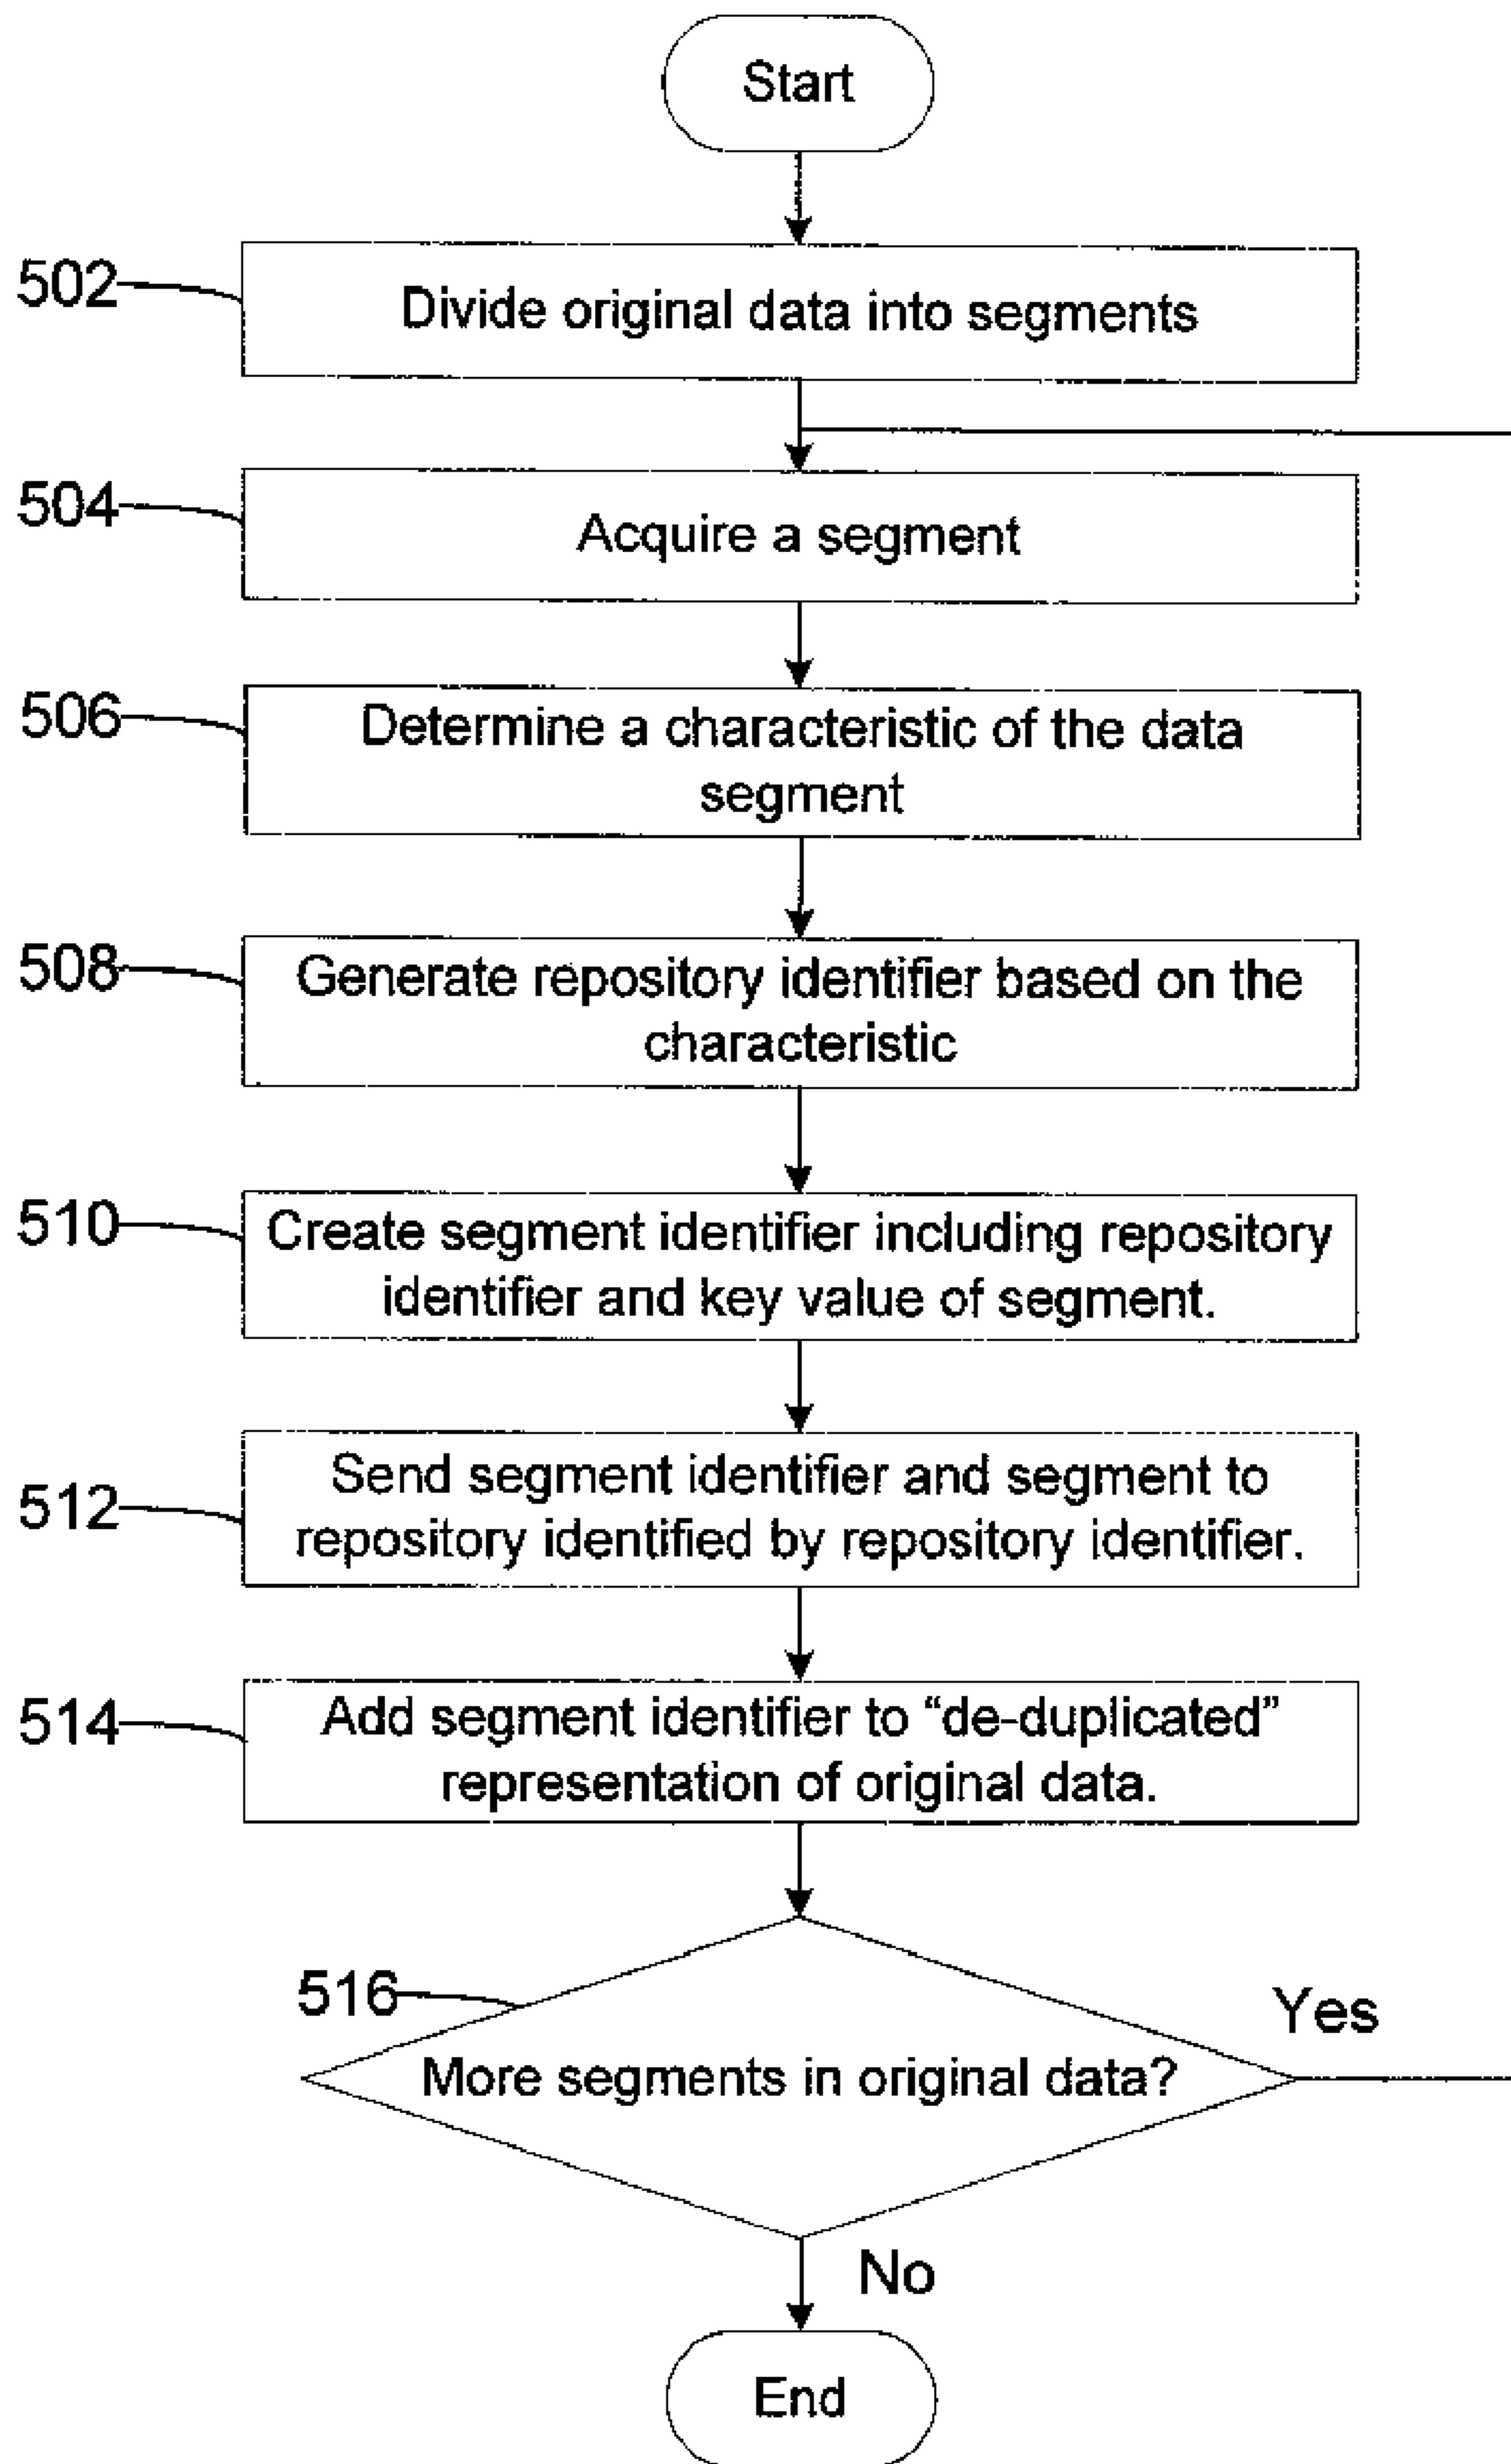 Start
502
Divide original data into segments
504
Acquire a segment
506
Determine a characteristic of the data
segment
508
Generate repository identifier based on the
characteristic
510
Create segment identifier including repository
identifier and key value of segment.
512
Send segment identifier and segment to
repository identified by repository identifier.
514
Add segment identifier to “de-duplicated”
representation of original data.
516
More segments in original data?
Yes
No
End